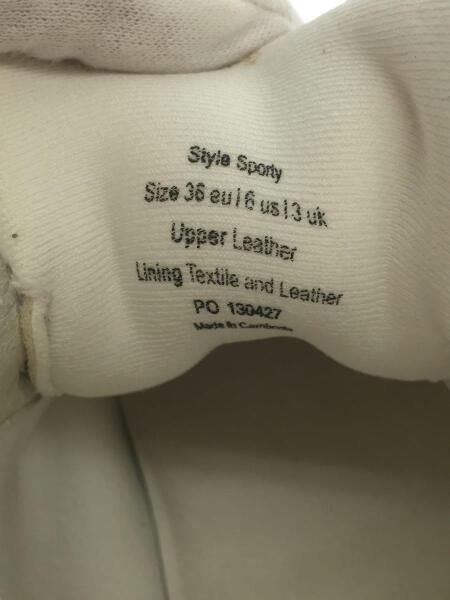 Style Sporty
Size 36 eu | 6 us | 3 uk
Upper Leather
Lining Textile and Leather
PO 130427
Made in Cambodia